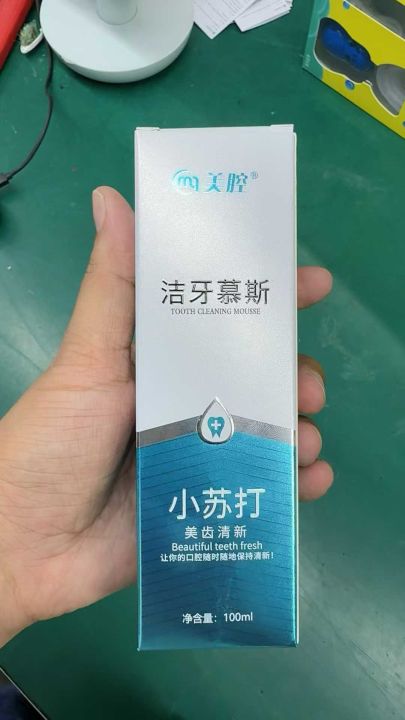 美腔®
洁牙慕斯
TOOTH CLEANING MOUSSE
小苏打
美齿清新
Beautiful teeth fresh
让你的口腔随时随地保持清新!
净含量: 100ml